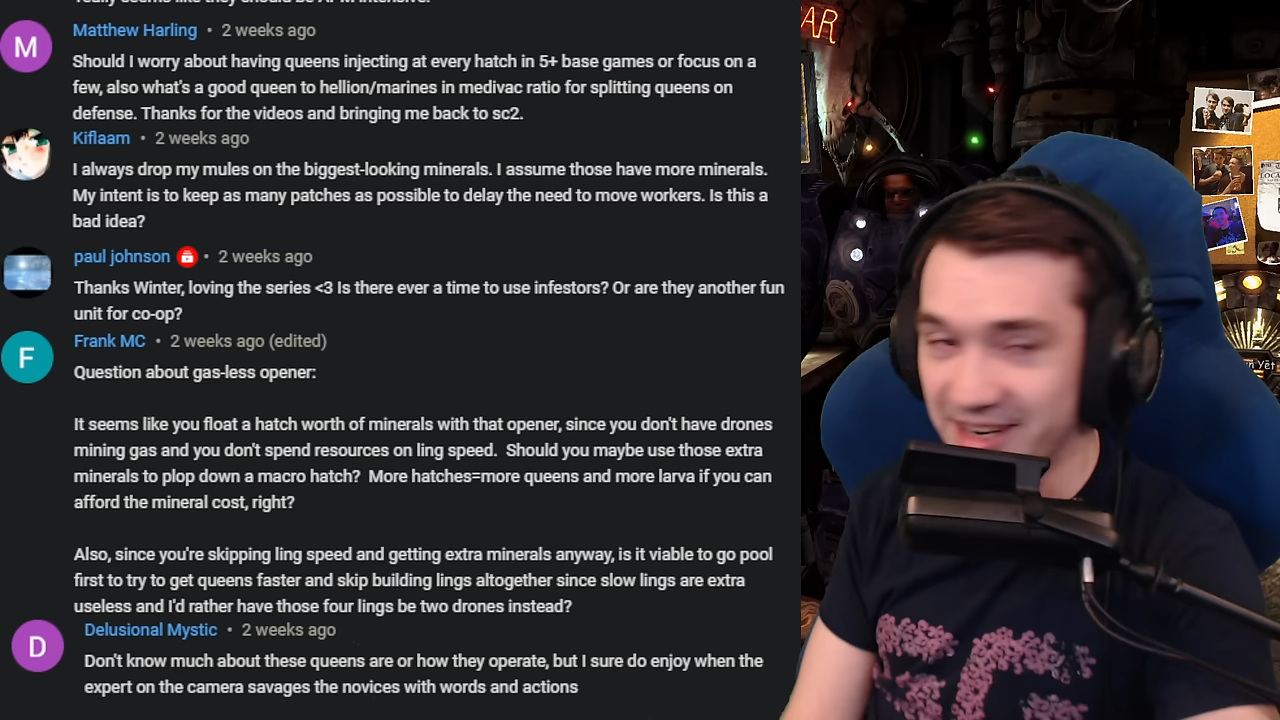 really seems like they should be APM intensive.
AR
Matthew Harling • 2 weeks ago
M
Should I worry about having queens injecting at every hatch in 5+ base games or focus on a
few, also what's a good queen to hellion/marines in medivac ratio for splitting queens on
defense. Thanks for the videos and bringing me back to sc2.
Kiflaam • 2 weeks ago
I always drop my mules on the biggest-looking minerals. I assume those have more minerals.
My intent is to keep as many patches as possible to delay the need to move workers. Is this a
bad idea?
paul johnson • 2 weeks ago
Thanks Winter, loving the series <3 Is there ever a time to use infestors? Or are they another fun
unit for co-op?
Frank MC • 2 weeks ago (edited)
F
Question about gas-less opener:
It seems like you float a hatch worth of minerals with that opener, since you don't have drones
mining gas and you don't spend resources on ling speed. Should you maybe use those extra
minerals to plop down a macro hatch? More hatches=more queens and more larva if you can
afford the mineral cost, right?
Also, since you're skipping ling speed and getting extra minerals anyway, is it viable to go pool
first to try to get queens faster and skip building lings altogether since slow lings are extra
useless and I'd rather have those four lings be two drones instead?
Delusional Mystic • 2 weeks ago
D
Don't know much about these queens are or how they operate, but I sure do enjoy when the
expert on the camera savages the novices with words and actions